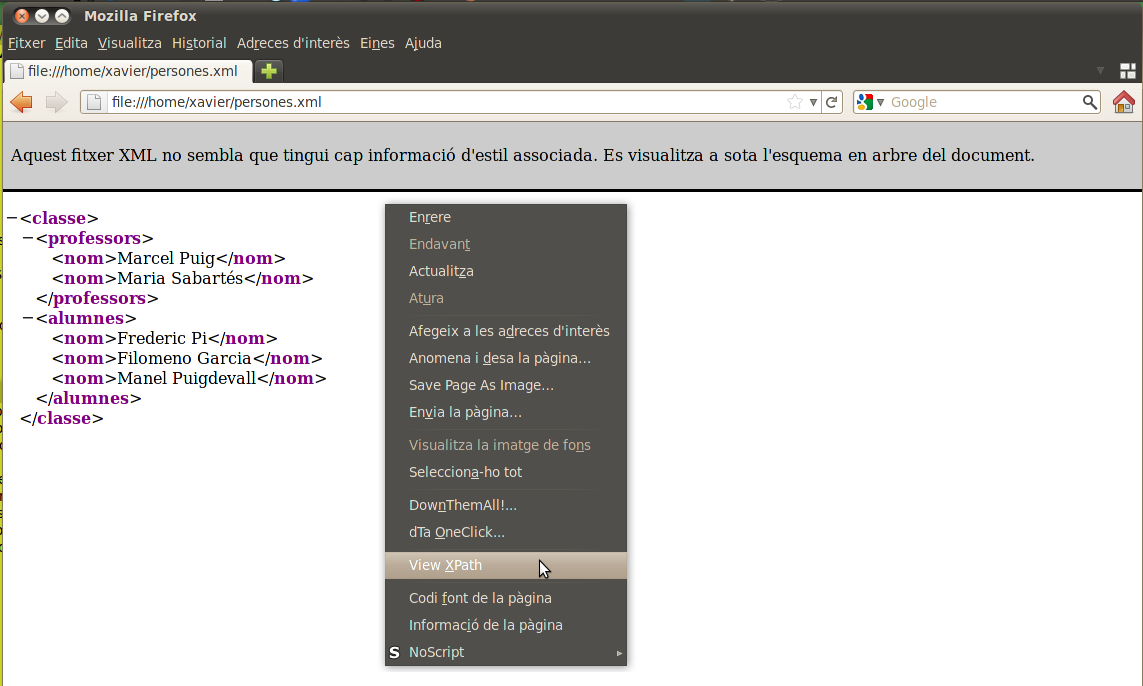 Mozilla Firefox
Fitxer Edita Visualitza Historial Adreces d'interès Eines Ajuda
file:///home/xavier/persones.xml
file:///home/xavier/persones.xml Google
Aquest fitxer XML no sembla que tingui cap informació d'estil associada. Es visualitza a sota l'esquema en arbre del document.
−<classe>
−<professors>
<nom>Marcel Puig</nom>
<nom>Maria Sabartés</nom>
</professors>
−<alumnes>
<nom>Frederic Pi</nom>
<nom>Filomeno Garcia</nom>
<nom>Manel Puigdevall</nom>
</alumnes>
</classe>
Enrere
Endavant
Actualitza
Atura
Afegeix a les adreces d'interès
Anomena i desa la pàgina...
Save Page As Image...
Envia la pàgina...
Visualitza la imatge de fons
Selecciona-ho tot
DownThemAll!...
dTa OneClick...
View XPath
Codi font de la pàgina
Informació de la pàgina
S NoScript